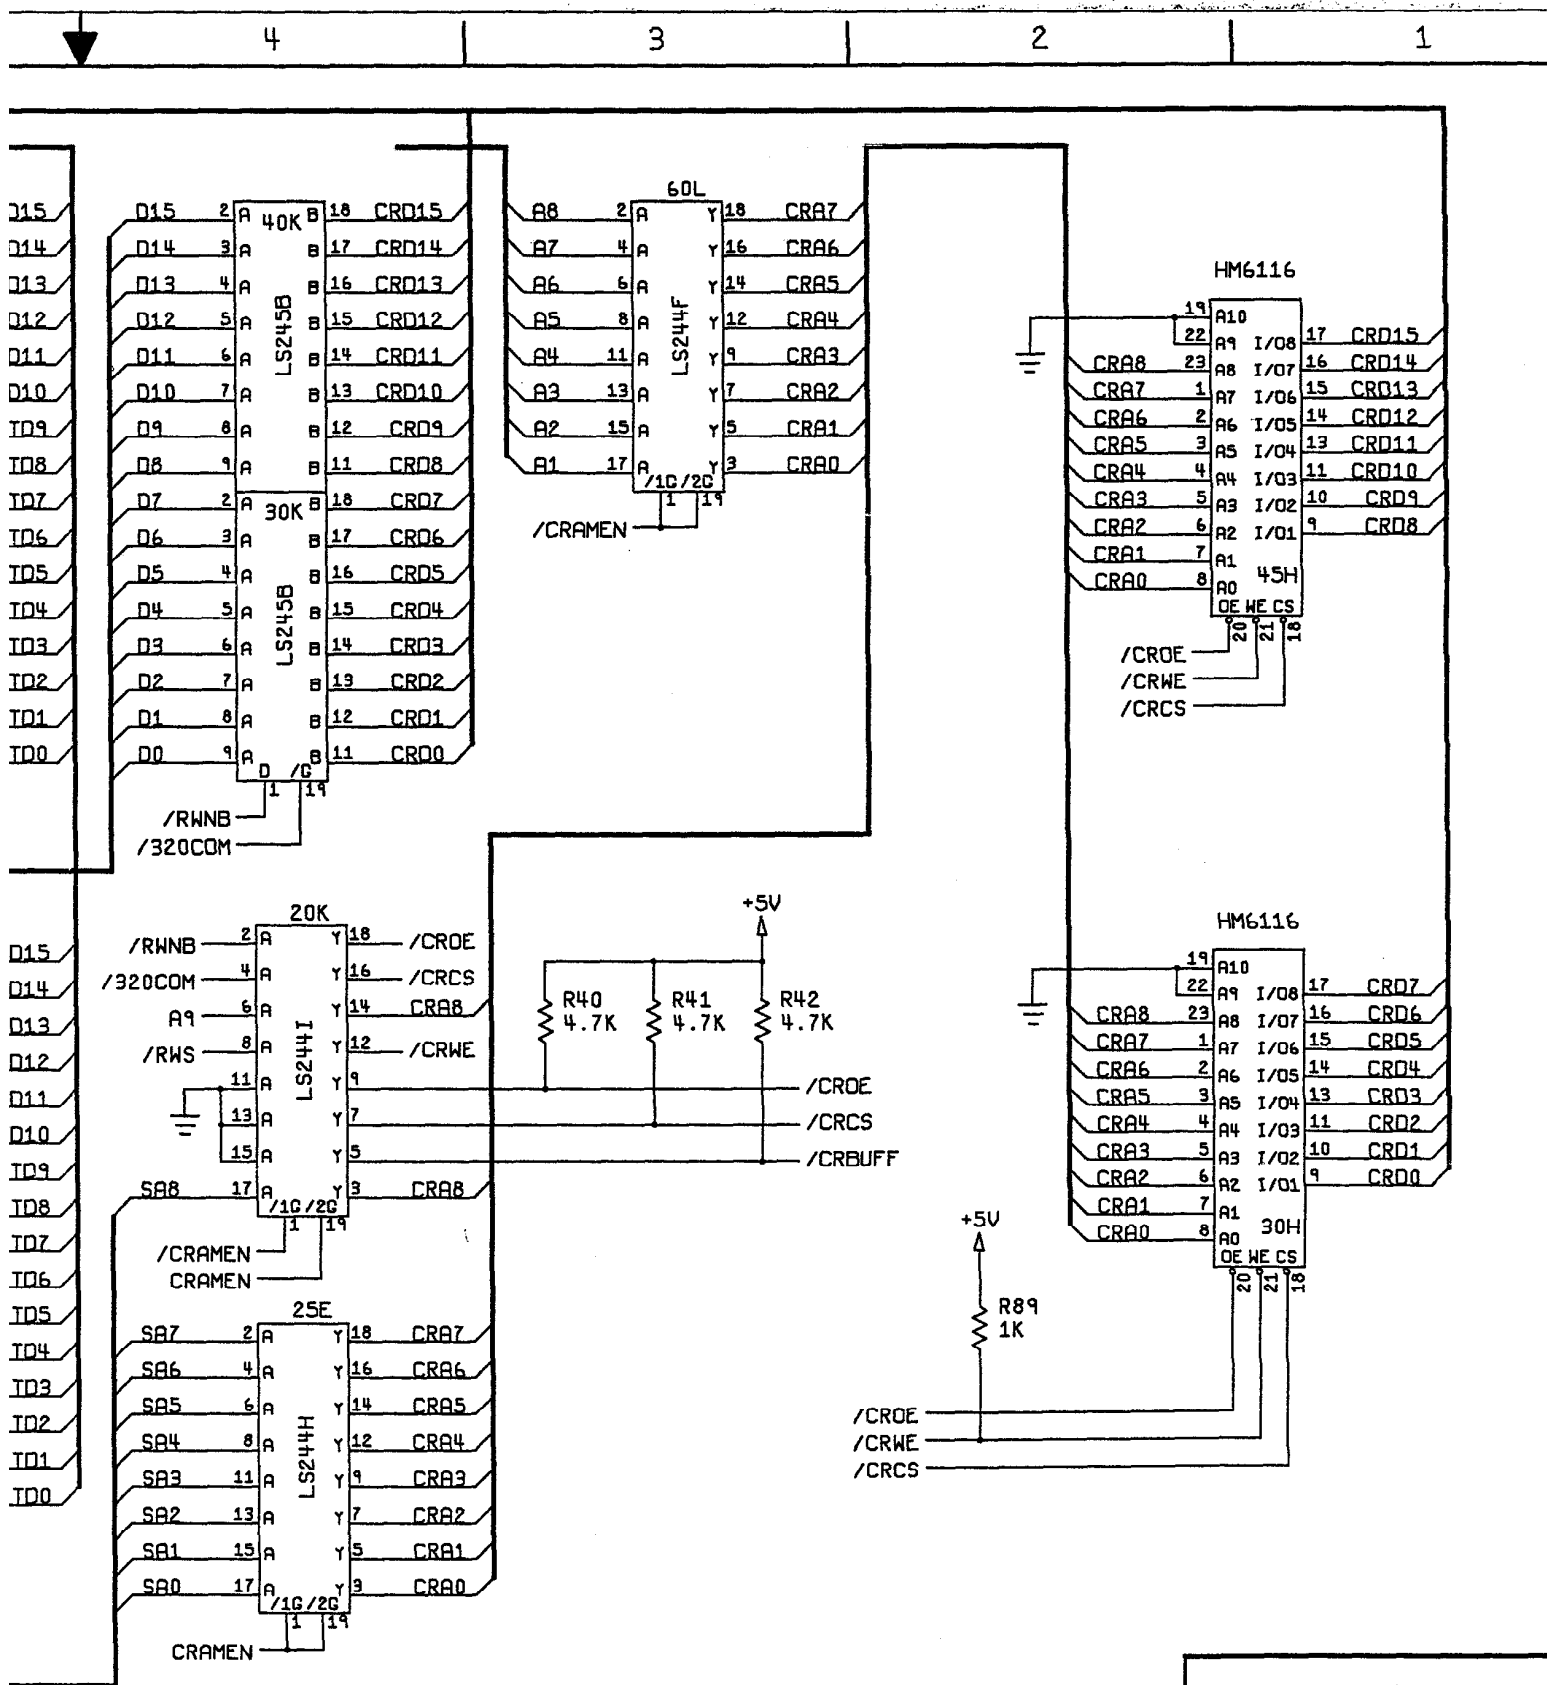 4 3 2 1
D15
D14
D13
D12
D11
D10
TD9
TD8
TD7
TD6
TD5
TD4
TD3
TD2
TD1
TD0
D15
D14
D13
D12
D11
D10
TD9
TD8
TD7
TD6
TD5
TD4
TD3
TD2
TD1
TD0
40K
LS245B
D15 2 A B 18 CRD15
D14 3 A B 17 CRD14
D13 4 A B 16 CRD13
D12 5 A B 15 CRD12
D11 6 A B 14 CRD11
D10 7 A B 13 CRD10
D9 8 A B 12 CRD9
D8 9 A B 11 CRD8
30K
LS245B
D7 2 A B 18 CRD7
D6 3 A B 17 CRD6
D5 4 A B 16 CRD5
D4 5 A B 15 CRD4
D3 6 A B 14 CRD3
D2 7 A B 13 CRD2
D1 8 A B 12 CRD1
D0 9 A B 11 CRD0
D /G
1 19
/RWNB
/320COM
60L
LS244F
A8 2 A Y 18 CRA7
A7 4 A Y 16 CRA6
A6 6 A Y 14 CRA5
A5 8 A Y 12 CRA4
A4 11 A Y 9 CRA3
A3 13 A Y 7 CRA2
A2 15 A Y 5 CRA1
A1 17 A Y 3 CRA0
/1G /2G
1 19
/CRAMEN
HM6116
19 A10
22 A9 I/O8 17 CRD15
CRA8 23 A8 I/O7 16 CRD14
CRA7 1 A7 I/O6 15 CRD13
CRA6 2 A6 I/O5 14 CRD12
CRA5 3 A5 I/O4 13 CRD11
CRA4 4 A4 I/O3 11 CRD10
CRA3 5 A3 I/O2 10 CRD9
CRA2 6 A2 I/O1 9 CRD8
CRA1 7 A1
CRA0 8 A0
45H
OE WE CS
20 21 18
/CROE
/CRWE
/CRCS
20K
LS244I
/RWNB 2 A Y 18 /CROE
/320COM 4 A Y 16 /CRCS
A9 6 A Y 14 CRA8
/RWS 8 A Y 12 /CRWE
11 A Y 9 /CROE
13 A Y 7 /CRCS
15 A Y 5 /CRBUFF
SA8 17 A Y 3 CRA8
/1G /2G
1 19
/CRAMEN
CRAMEN
+5V
R40 R41 R42
4.7K 4.7K 4.7K
25E
LS244H
SA7 2 A Y 18 CRA7
SA6 4 A Y 16 CRA6
SA5 6 A Y 14 CRA5
SA4 8 A Y 12 CRA4
SA3 11 A Y 9 CRA3
SA2 13 A Y 7 CRA2
SA1 15 A Y 5 CRA1
SA0 17 A Y 3 CRA0
/1G /2G
1 19
CRAMEN
HM6116
19 A10
22 A9 I/O8 17 CRD7
CRA8 23 A8 I/O7 16 CRD6
CRA7 1 A7 I/O6 15 CRD5
CRA6 2 A6 I/O5 14 CRD4
CRA5 3 A5 I/O4 13 CRD3
CRA4 4 A4 I/O3 11 CRD2
CRA3 5 A3 I/O2 10 CRD1
CRA2 6 A2 I/O1 9 CRD0
CRA1 7 A1
CRA0 8 A0
30H
OE WE CS
20 21 18
+5V
R89
1K
/CROE
/CRWE
/CRCS